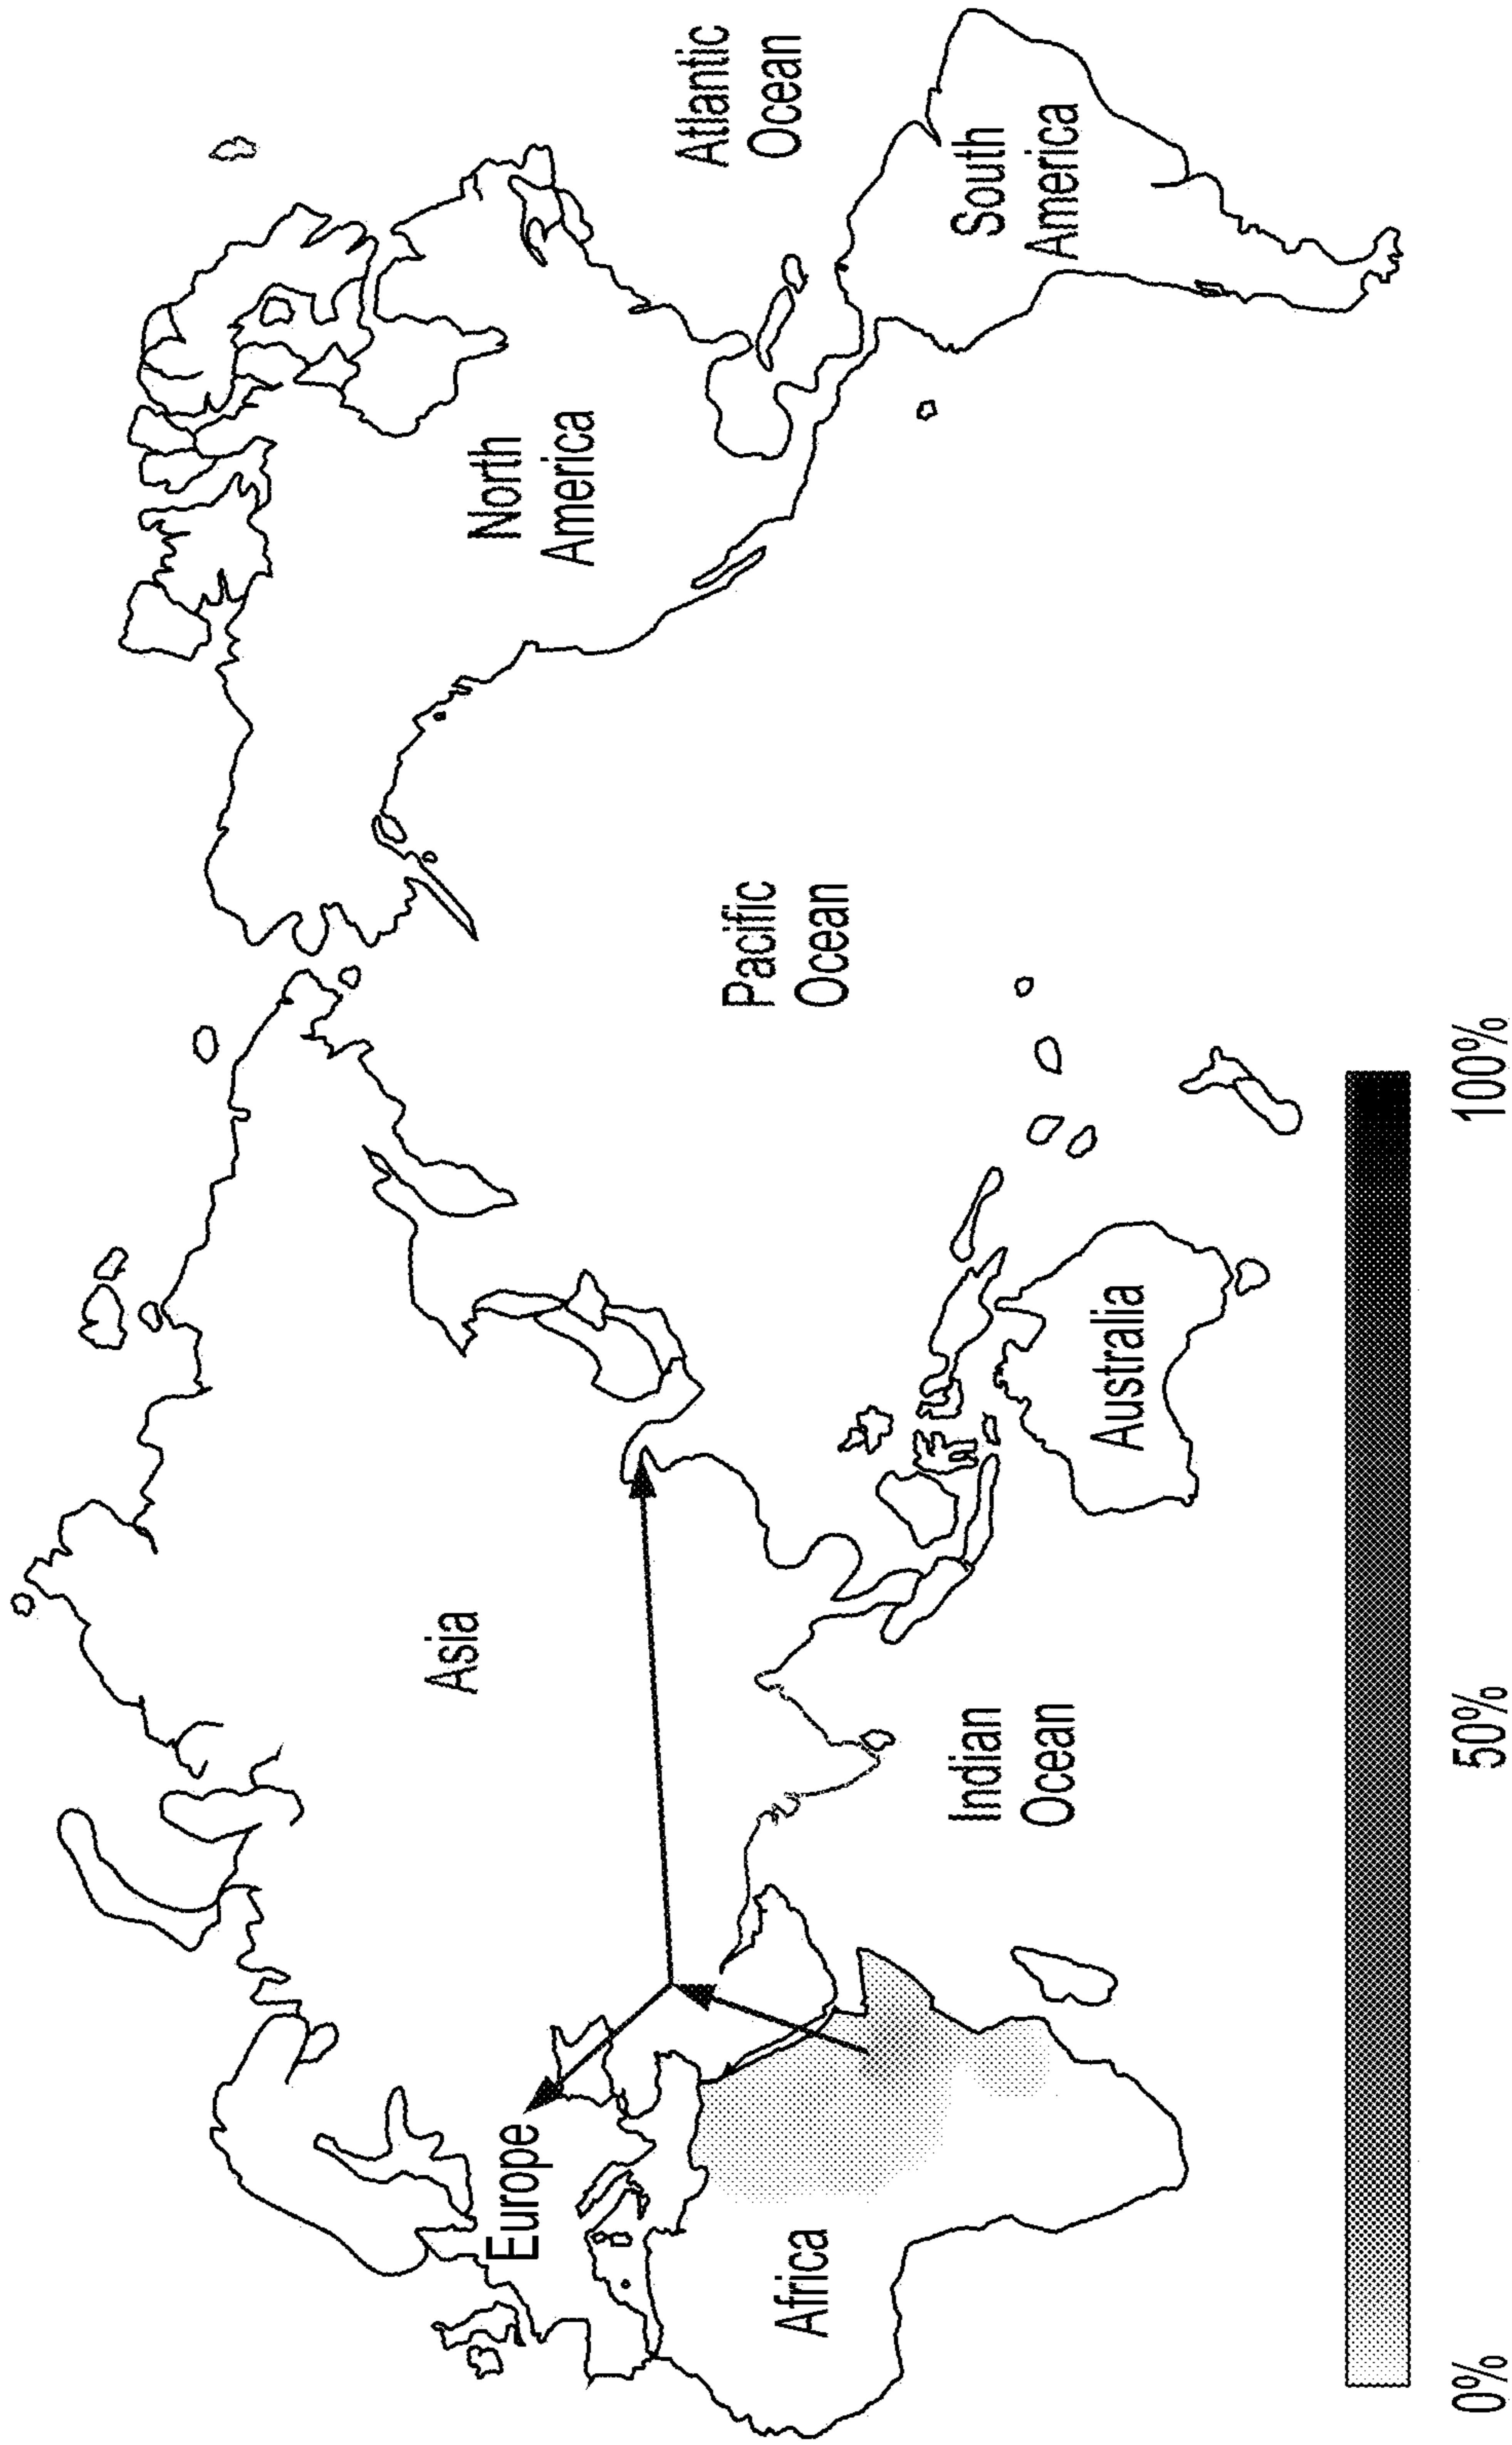 Europe
Asia
North
America
Atlantic
Ocean
Africa
Pacific
Ocean
Indian
Ocean
Australia
South
America
0%
50%
100%